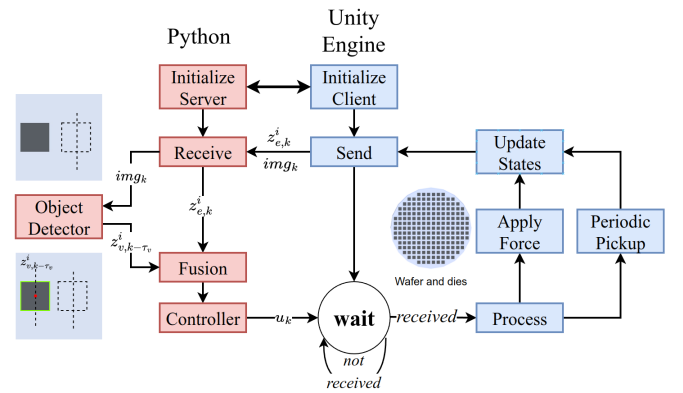 Python
Unity
Engine
Initialize
Server
Initialize
Client
Receive
z^i_{e,k}
img_k
Send
Update
States
img_k
Object
Detector
z^i_{e,k}
z^i_{v,k-τ_v}
Apply
Force
Periodic
Pickup
Wafer and dies
z^i_{v,k-τ_v}
Fusion
Controller
u_k
wait
received
Process
not
received